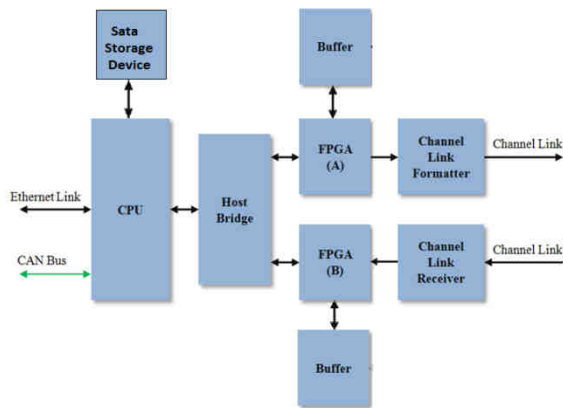 Sata
Storage
Device
Buffer
FPGA
(A)
Channel
Link
Formatter
Channel Link
Ethernet Link
CPU
Host
Bridge
CAN Bus
FPGA
(B)
Channel
Link
Receiver
Channel Link
Buffer